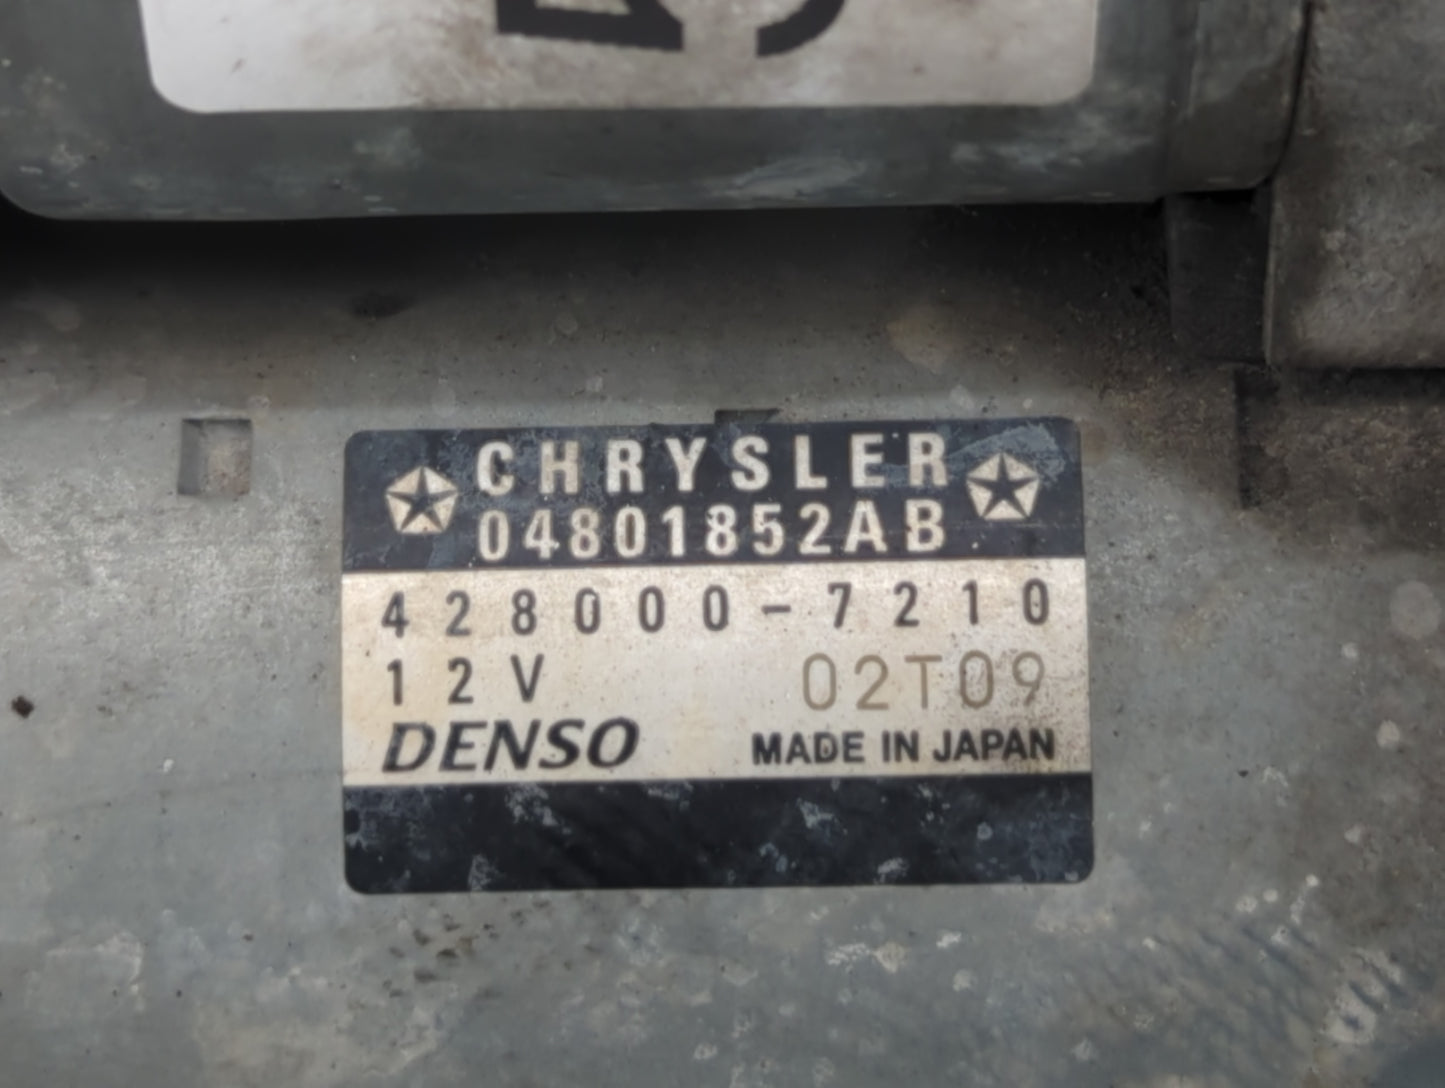 CHRYSLER
04801852AB
428000-7210
12V 02T09
DENSO MADE IN JAPAN